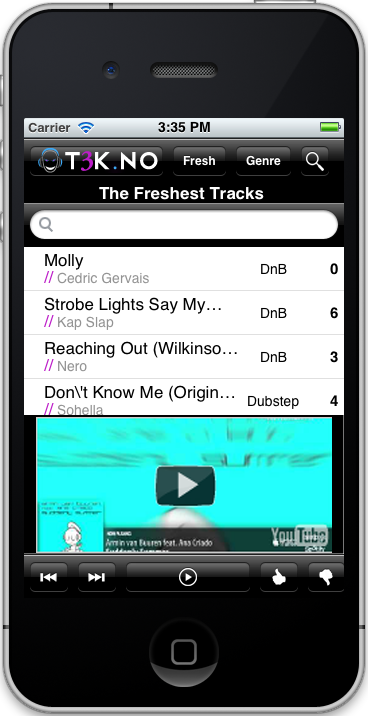 Carrier 3:35 PM
T3K.NO Fresh Genre
The Freshest Tracks
Molly DnB 0
// Cedric Gervais
Strobe Lights Say My… DnB 6
// Kap Slap
Reaching Out (Wilkinso… DnB 3
// Nero
Don\'t Know Me (Origin… Dubstep 4
// Sohella
Armin van Buuren feat. Ana Criado
Suddenly Summer
YouTube